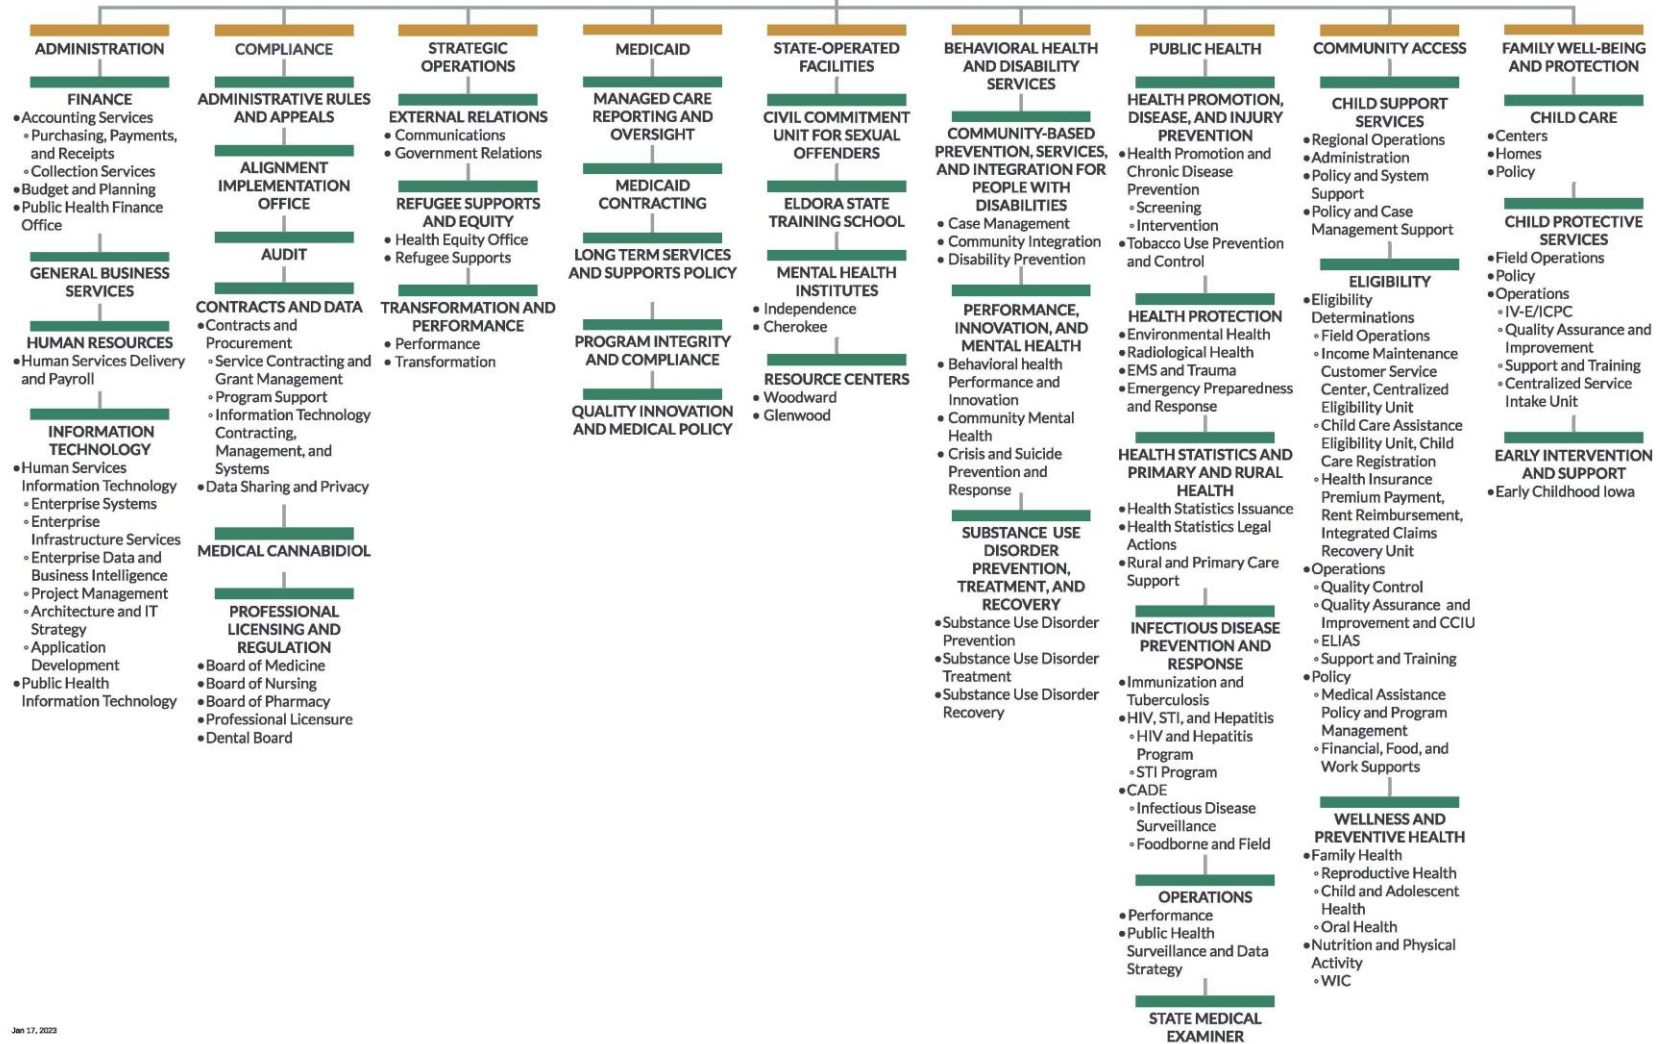 ADMINISTRATION
FINANCE
•Accounting Services
◦Purchasing, Payments,
and Receipts
◦Collection Services
•Budget and Planning
•Public Health Finance
Office
GENERAL BUSINESS
SERVICES
HUMAN RESOURCES
•Human Services Delivery
and Payroll
INFORMATION
TECHNOLOGY
•Human Services
Information Technology
◦Enterprise Systems
◦Enterprise
Infrastructure Services
◦Enterprise Data and
Business Intelligence
◦Project Management
◦Architecture and IT
Strategy
◦Application
Development
•Public Health
Information Technology
COMPLIANCE
ADMINISTRATIVE RULES
AND APPEALS
ALIGNMENT
IMPLEMENTATION
OFFICE
AUDIT
CONTRACTS AND DATA
•Contracts and
Procurement
◦Service Contracting and
Grant Management
◦Program Support
◦Information Technology
Contracting,
Management, and
Systems
•Data Sharing and Privacy
MEDICAL CANNABIDIOL
PROFESSIONAL
LICENSING AND
REGULATION
•Board of Medicine
•Board of Nursing
•Board of Pharmacy
•Professional Licensure
•Dental Board
STRATEGIC
OPERATIONS
EXTERNAL RELATIONS
• Communications
• Government Relations
REFUGEE SUPPORTS
AND EQUITY
• Health Equity Office
• Refugee Supports
TRANSFORMATION AND
PERFORMANCE
• Performance
• Transformation
MEDICAID
MANAGED CARE
REPORTING AND
OVERSIGHT
MEDICAID
CONTRACTING
LONG TERM SERVICES
AND SUPPORTS POLICY
PROGRAM INTEGRITY
AND COMPLIANCE
QUALITY INNOVATION
AND MEDICAL POLICY
STATE-OPERATED
FACILITIES
CIVIL COMMITMENT
UNIT FOR SEXUAL
OFFENDERS
ELDORA STATE
TRAINING SCHOOL
MENTAL HEALTH
INSTITUTES
• Independence
• Cherokee
RESOURCE CENTERS
• Woodward
• Glenwood
BEHAVIORAL HEALTH
AND DISABILITY
SERVICES
COMMUNITY-BASED
PREVENTION, SERVICES,
AND INTEGRATION FOR
PEOPLE WITH
DISABILITIES
• Case Management
• Community Integration
• Disability Prevention
PERFORMANCE,
INNOVATION, AND
MENTAL HEALTH
• Behavioral health
Performance and
Innovation
• Community Mental
Health
• Crisis and Suicide
Prevention and
Response
SUBSTANCE USE
DISORDER
PREVENTION,
TREATMENT, AND
RECOVERY
•Substance Use Disorder
Prevention
•Substance Use Disorder
Treatment
•Substance Use Disorder
Recovery
PUBLIC HEALTH
HEALTH PROMOTION,
DISEASE, AND INJURY
PREVENTION
•Health Promotion and
Chronic Disease
Prevention
◦Screening
◦Intervention
•Tobacco Use Prevention
and Control
HEALTH PROTECTION
•Environmental Health
•Radiological Health
•EMS and Trauma
•Emergency Preparedness
and Response
HEALTH STATISTICS AND
PRIMARY AND RURAL
HEALTH
•Health Statistics Issuance
•Health Statistics Legal
Actions
•Rural and Primary Care
Support
INFECTIOUS DISEASE
PREVENTION AND
RESPONSE
•Immunization and
Tuberculosis
•HIV, STI, and Hepatitis
◦HIV and Hepatitis
Program
◦STI Program
•CADE
◦Infectious Disease
Surveillance
◦Foodborne and Field
OPERATIONS
•Performance
•Public Health
Surveillance and Data
Strategy
STATE MEDICAL
EXAMINER
COMMUNITY ACCESS
CHILD SUPPORT
SERVICES
•Regional Operations
•Administration
•Policy and System
Support
•Policy and Case
Management Support
ELIGIBILITY
•Eligibility
Determinations
◦Field Operations
◦Income Maintenance
Customer Service
Center, Centralized
Eligibility Unit
◦Child Care Assistance
Eligibility Unit, Child
Care Registration
◦Health Insurance
Premium Payment,
Rent Reimbursement,
Integrated Claims
Recovery Unit
•Operations
◦Quality Control
◦Quality Assurance and
Improvement and CCIU
◦ELIAS
◦Support and Training
•Policy
◦Medical Assistance
Policy and Program
Management
◦Financial, Food, and
Work Supports
WELLNESS AND
PREVENTIVE HEALTH
•Family Health
◦Reproductive Health
◦Child and Adolescent
Health
◦Oral Health
•Nutrition and Physical
Activity
◦WIC
FAMILY WELL-BEING
AND PROTECTION
CHILD CARE
•Centers
•Homes
•Policy
CHILD PROTECTIVE
SERVICES
•Field Operations
•Policy
•Operations
◦IV-E/ICPC
◦Quality Assurance and
Improvement
◦Support and Training
◦Centralized Service
Intake Unit
EARLY INTERVENTION
AND SUPPORT
•Early Childhood Iowa
Jan 17, 2023